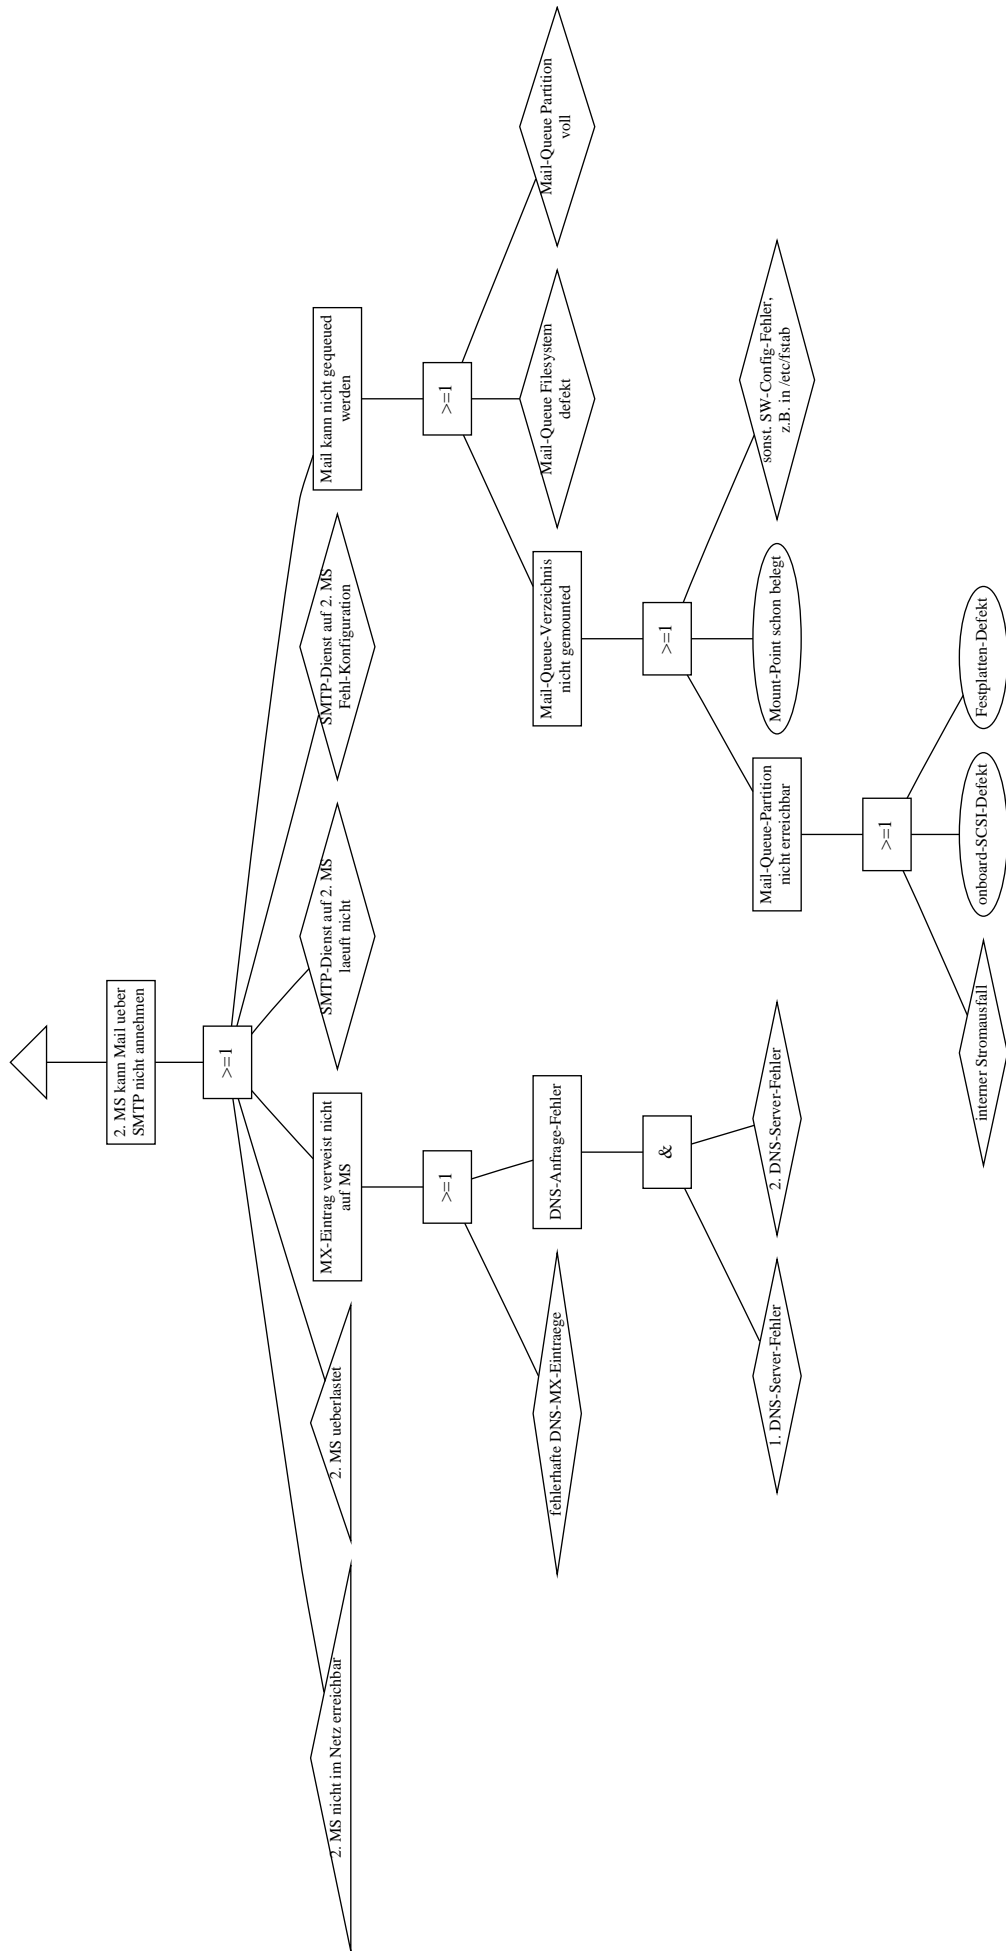 2. MS kann Mail ueber
SMTP nicht annehmen
>=1
2. MS nicht im Netz erreichbar
2. MS ueberlastet
MX-Eintrag verweist nicht
auf MS
SMTP-Dienst auf 2. MS
laeuft nicht
SMTP-Dienst auf 2. MS
Fehl-Konfiguration
Mail kann nicht gequeued
werden
>=1
>=1
fehlerhafte DNS-MX-Eintraege
DNS-Anfrage-Fehler
Mail-Queue-Verzeichnis
nicht gemounted
Mail-Queue Filesystem
defekt
Mail-Queue Partition
voll
&
>=1
1. DNS-Server-Fehler
2. DNS-Server-Fehler
Mail-Queue-Partition
nicht erreichbar
Mount-Point schon belegt
sonst. SW-Config-Fehler,
z.B. in /etc/fstab
>=1
interner Stromausfall
onboard-SCSI-Defekt
Festplatten-Defekt